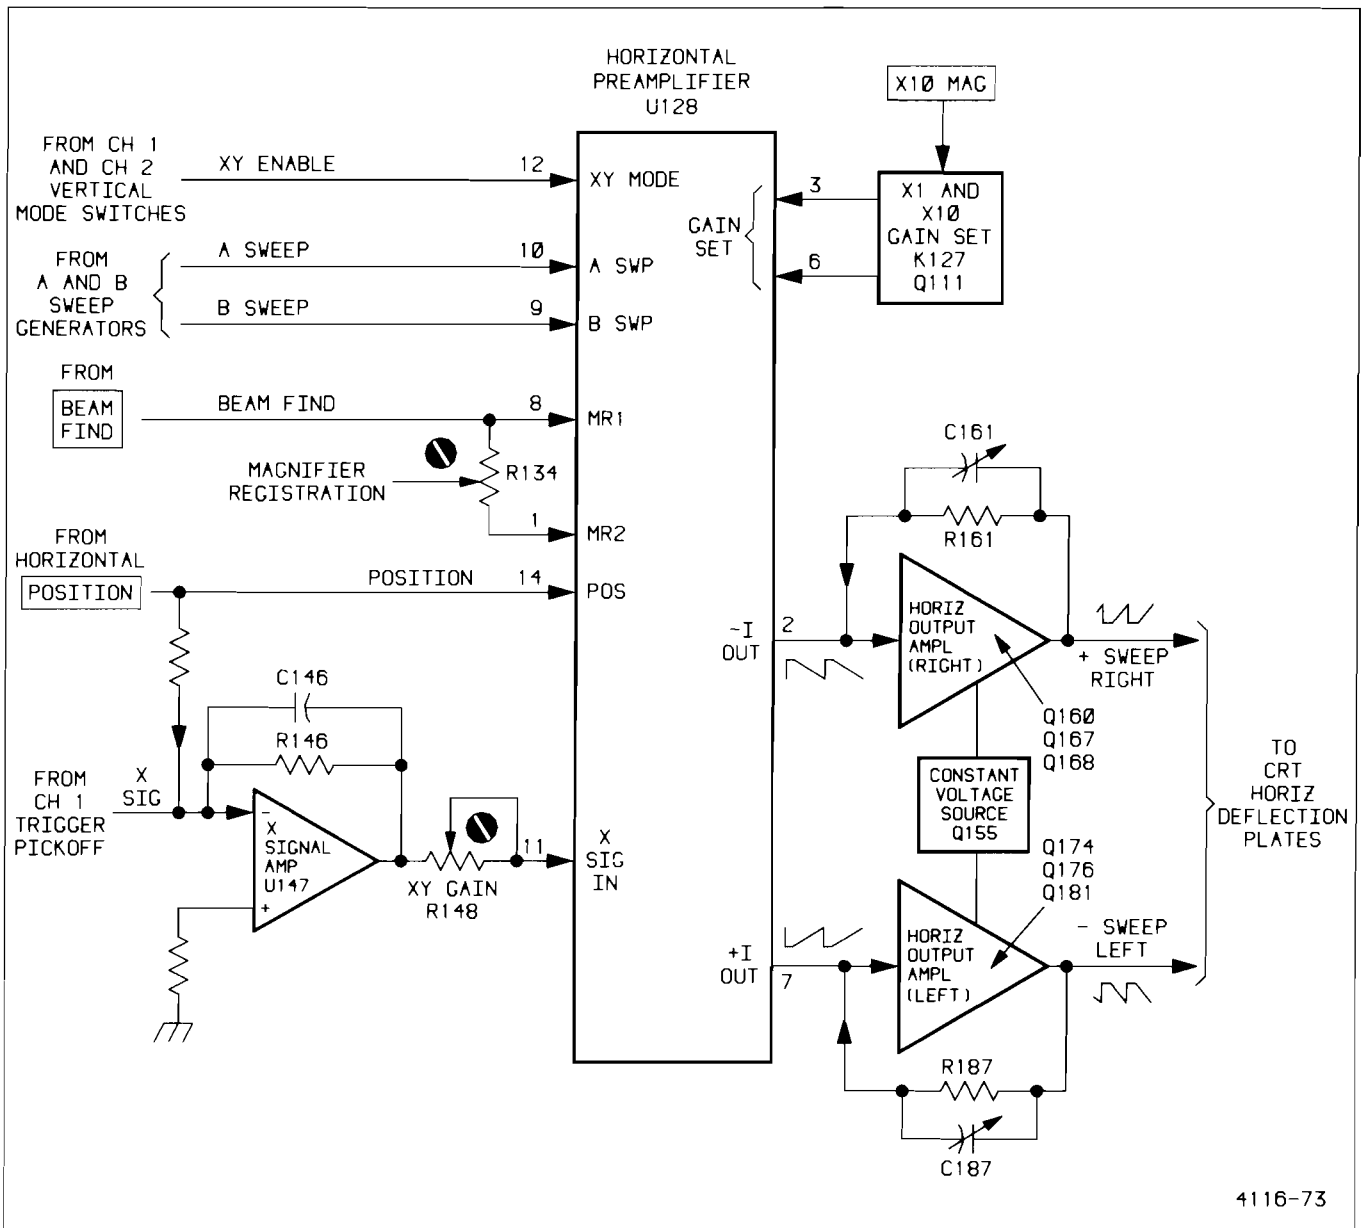 HORIZONTAL
PREAMPLIFIER
U128
X1Ø MAG
FROM CH 1
AND CH 2
VERTICAL
MODE SWITCHES
XY ENABLE
12
XY MODE
GAIN
SET
3
6
X1 AND
X1Ø
GAIN SET
K127
Q111
FROM
A AND B
SWEEP
GENERATORS
A SWEEP
1Ø
A SWP
B SWEEP
9
B SWP
FROM
BEAM
FIND
BEAM FIND
8
MR1
MAGNIFIER
REGISTRATION
R134
1
MR2
FROM
HORIZONTAL
POSITION
POSITION
14
POS
C161
R161
-I
OUT
2
HORIZ
OUTPUT
AMPL
(RIGHT)
+ SWEEP
RIGHT
Q16Ø
Q167
Q168
C146
R146
FROM
CH 1
TRIGGER
PICKOFF
X
SIG
-
X
SIGNAL
AMP
U147
+
XY GAIN
R148
11
X
SIG
IN
CONSTANT
VOLTAGE
SOURCE
Q155
TO
CRT
HORIZ
DEFLECTION
PLATES
Q174
Q176
Q181
+I
OUT
7
HORIZ
OUTPUT
AMPL
(LEFT)
- SWEEP
LEFT
R187
C187
4116-73